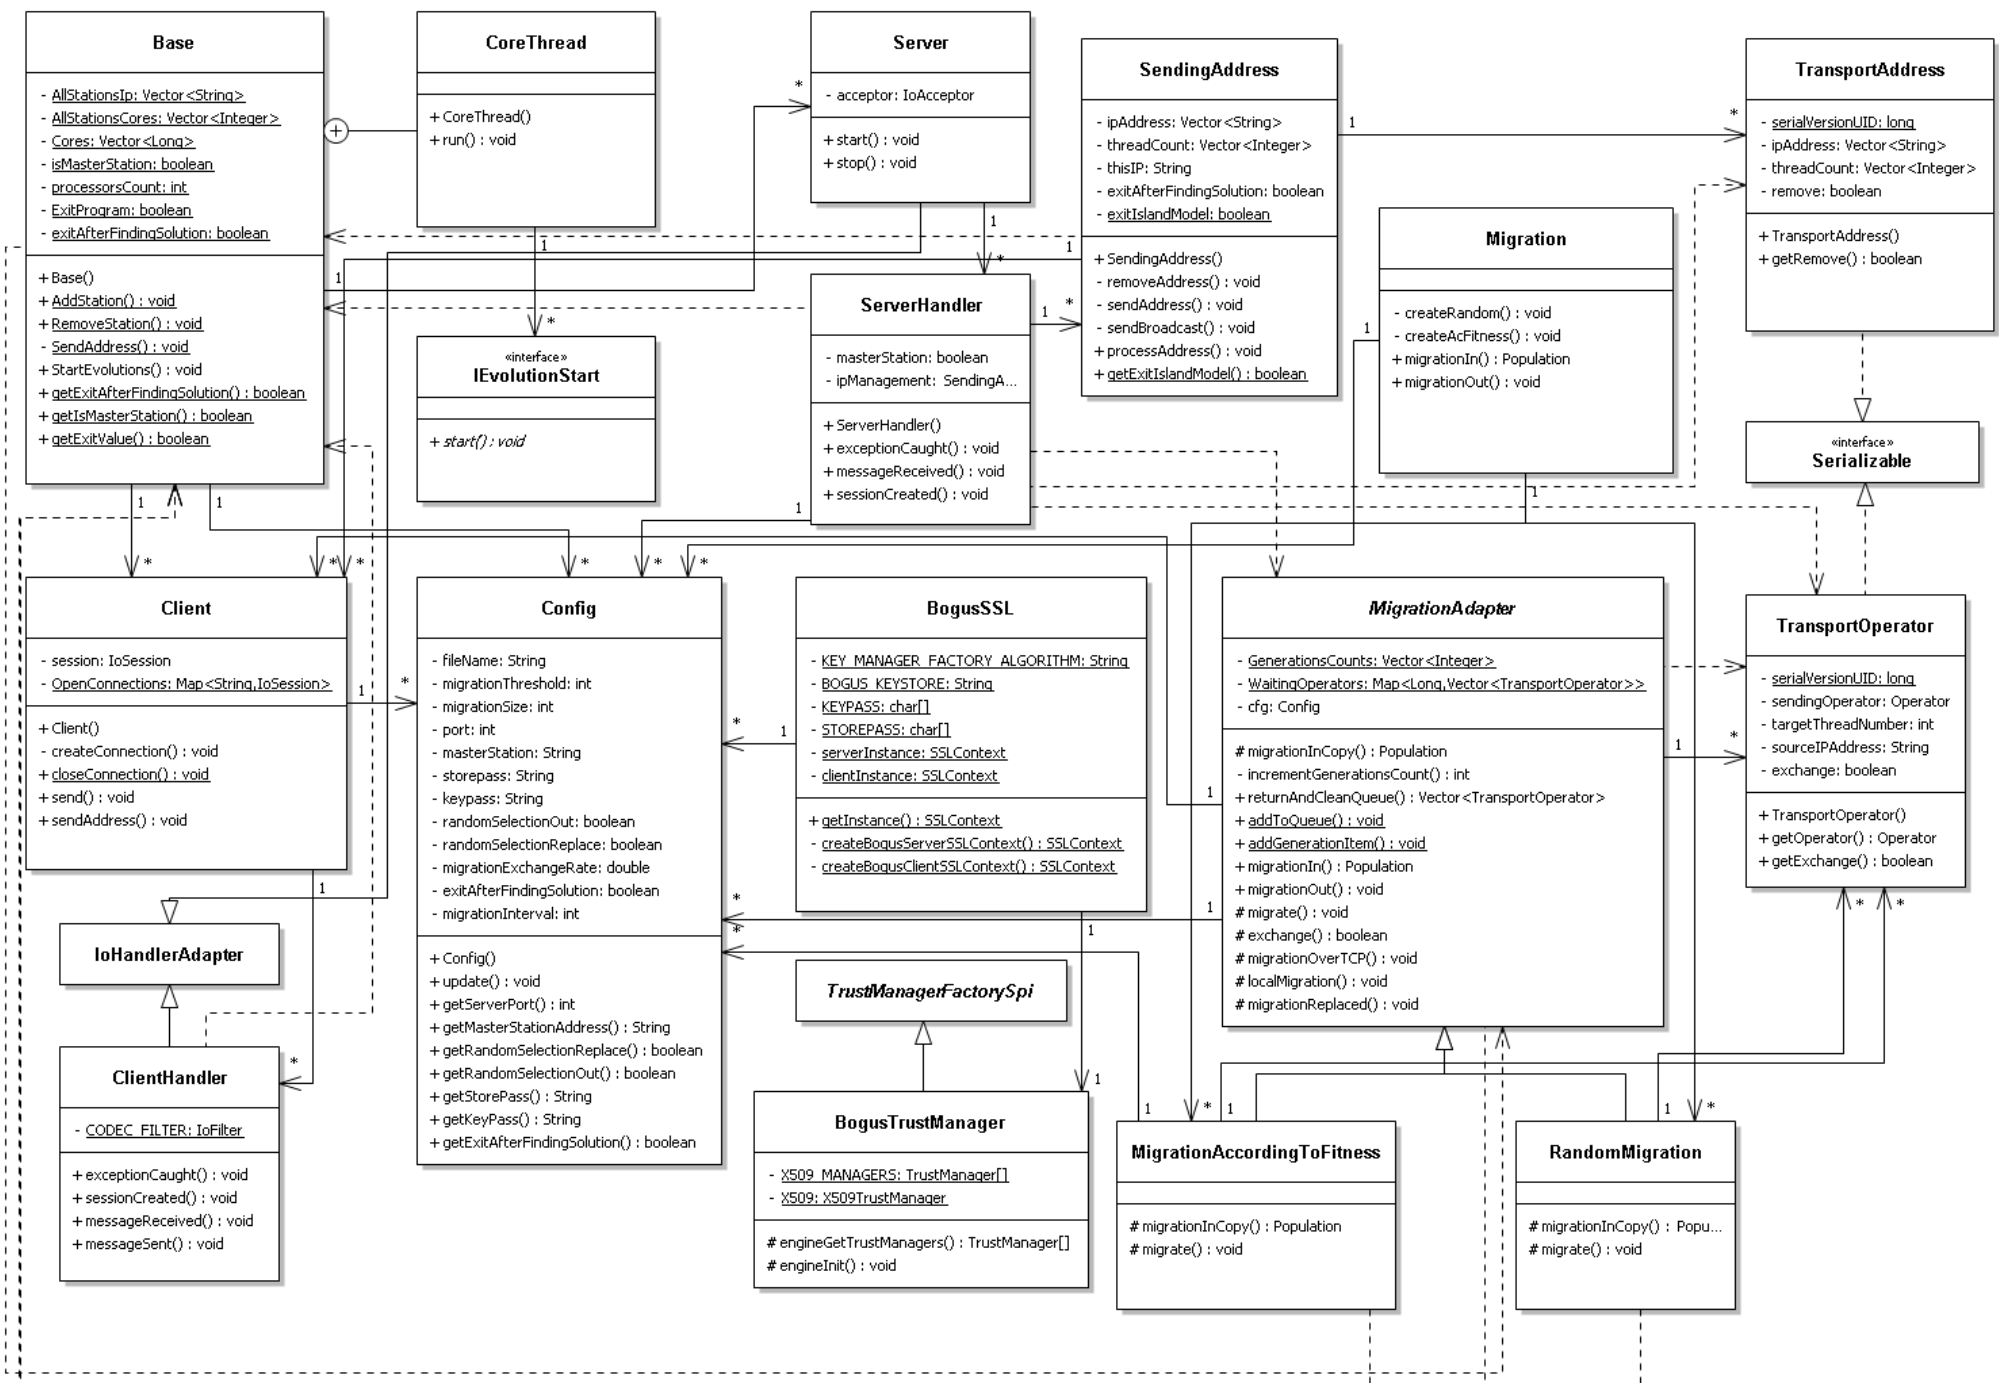 Base
- AllStationsIp: Vector<String>
- AllStationsCores: Vector<Integer>
- Cores: Vector<Long>
- isMasterStation: boolean
- processorsCount: int
- ExitProgram: boolean
- exitAfterFindingSolution: boolean
+ Base()
+ AddStation() : void
+ RemoveStation() : void
- SendAddress() : void
+ StartEvolutions() : void
+ getExitAfterFindingSolution() : boolean
+ getIsMasterStation() : boolean
+ getExitValue() : boolean
CoreThread
+ CoreThread()
+ run() : void
Server
- acceptor: IoAcceptor
+ start() : void
+ stop() : void
SendingAddress
- ipAddress: Vector<String>
- threadCount: Vector<Integer>
- thisIP: String
- exitAfterFindingSolution: boolean
- exitIslandModel: boolean
+ SendingAddress()
- removeAddress() : void
- sendAddress() : void
- sendBroadcast() : void
+ processAddress() : void
+ getExitIslandModel() : boolean
TransportAddress
- serialVersionUID: long
- ipAddress: Vector<String>
- threadCount: Vector<Integer>
- remove: boolean
+ TransportAddress()
+ getRemove() : boolean
Migration
- createRandom() : void
- createAcFitness() : void
+ migrationIn() : Population
+ migrationOut() : void
ServerHandler
- masterStation: boolean
- ipManagement: SendingA...
+ ServerHandler()
+ exceptionCaught() : void
+ messageReceived() : void
+ sessionCreated() : void
«interface»
IEvolutionStart
+ start() : void
«interface»
Serializable
Client
- session: IoSession
- OpenConnections: Map<String,IoSession>
+ Client()
- createConnection() : void
+ closeConnection() : void
+ send() : void
+ sendAddress() : void
Config
- fileName: String
- migrationThreshold: int
- migrationSize: int
- port: int
- masterStation: String
- storepass: String
- keypass: String
- randomSelectionOut: boolean
- randomSelectionReplace: boolean
- migrationExchangeRate: double
- exitAfterFindingSolution: boolean
- migrationInterval: int
+ Config()
+ update() : void
+ getServerPort() : int
+ getMasterStationAddress() : String
+ getRandomSelectionReplace() : boolean
+ getRandomSelectionOut() : boolean
+ getStorePass() : String
+ getKeyPass() : String
+ getExitAfterFindingSolution() : boolean
BogusSSL
- KEY_MANAGER_FACTORY_ALGORITHM: String
- BOGUS_KEYSTORE: String
- KEYPASS: char[]
- STOREPASS: char[]
- serverInstance: SSLContext
- clientInstance: SSLContext
+ getInstance() : SSLContext
- createBogusServerSSLContext() : SSLContext
- createBogusClientSSLContext() : SSLContext
MigrationAdapter
- GenerationsCounts: Vector<Integer>
- WaitingOperators: Map<Long,Vector<TransportOperator>>
- cfg: Config
# migrationInCopy() : Population
- incrementGenerationsCount() : int
+ returnAndCleanQueue() : Vector<TransportOperator>
+ addToQueue() : void
+ addGenerationItem() : void
+ migrationIn() : Population
+ migrationOut() : void
# migrate() : void
# exchange() : boolean
# migrationOverTCP() : void
# localMigration() : void
# migrationReplaced() : void
TransportOperator
- serialVersionUID: long
- sendingOperator: Operator
- targetThreadNumber: int
- sourceIPAddress: String
- exchange: boolean
+ TransportOperator()
+ getOperator() : Operator
+ getExchange() : boolean
IoHandlerAdapter
TrustManagerFactorySpi
ClientHandler
- CODEC_FILTER: IoFilter
+ exceptionCaught() : void
+ sessionCreated() : void
+ messageReceived() : void
+ messageSent() : void
BogusTrustManager
- X509_MANAGERS: TrustManager[]
- X509: X509TrustManager
# engineGetTrustManagers() : TrustManager[]
# engineInit() : void
MigrationAccordingToFitness
# migrationInCopy() : Population
# migrate() : void
RandomMigration
# migrationInCopy() : Popu...
# migrate() : void